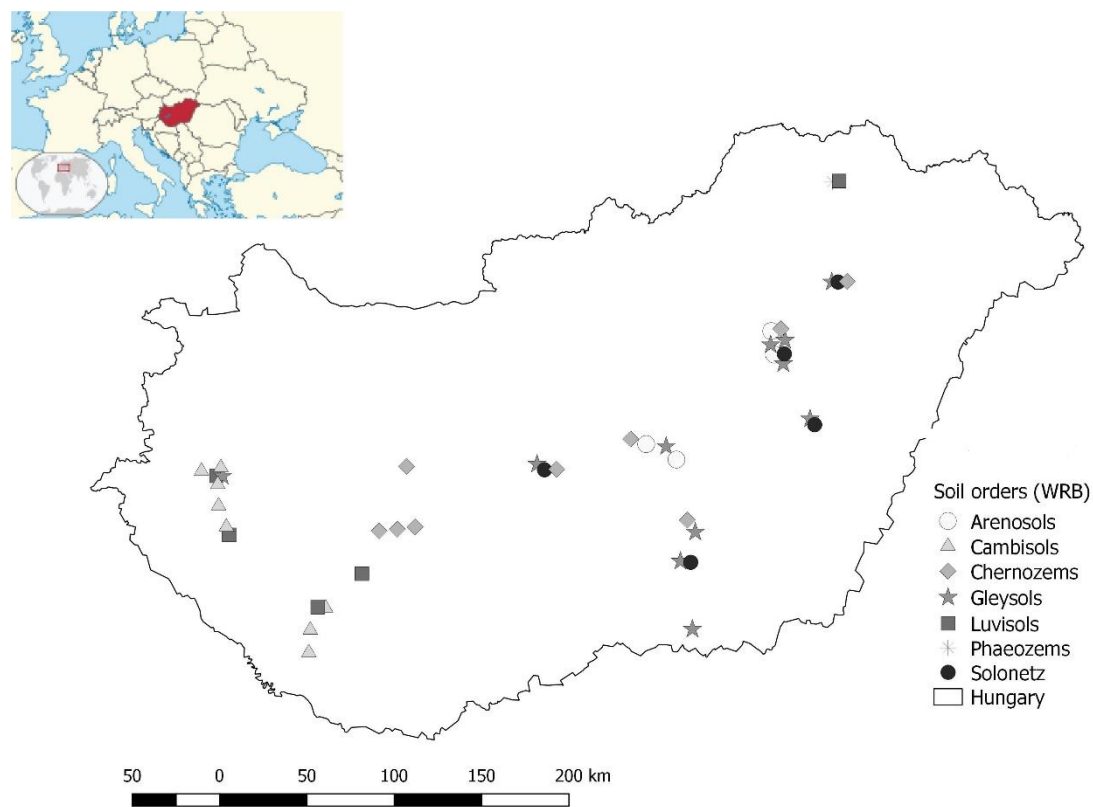 Soil orders (WRB)
Arenosols
Cambisols
Chernozems
Gleysols
Luvisols
Phaeozems
Solonetz
Hungary
50 0 50 100 150 200 km